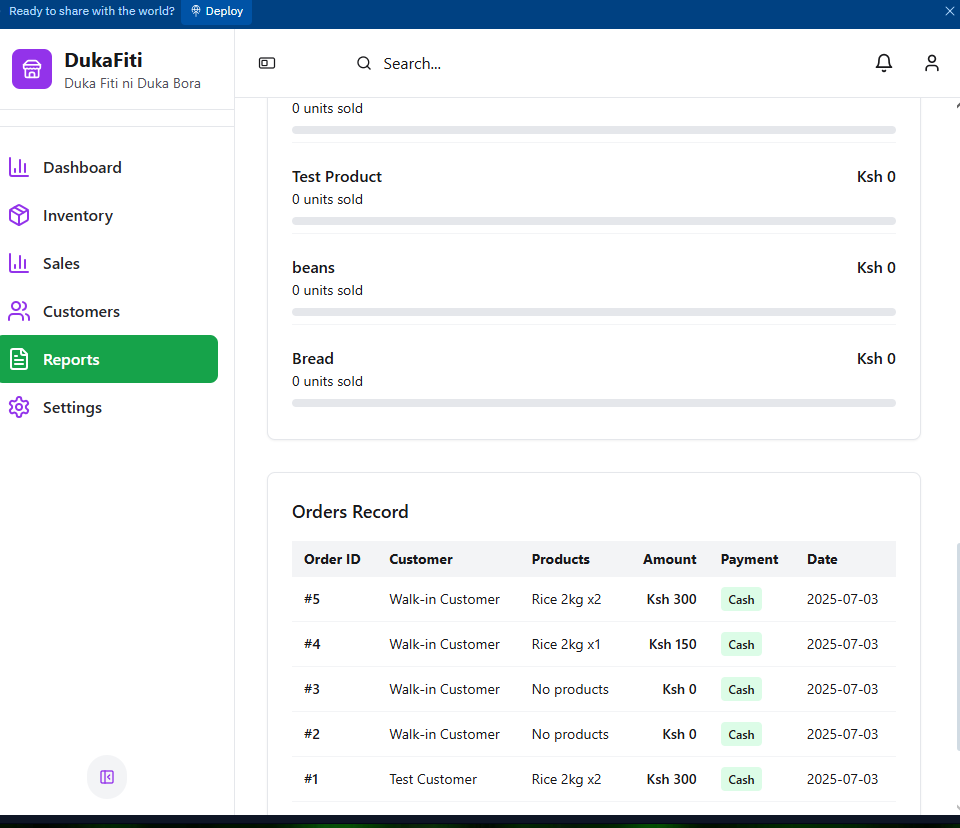 Ready to share with the world? Deploy
DukaFiti
Duka Fiti ni Duka Bora
Search...
Dashboard
Inventory
Sales
Customers
Reports
Settings
0 units sold
Test Product Ksh 0
0 units sold
beans Ksh 0
0 units sold
Bread Ksh 0
0 units sold
Orders Record
Order ID Customer Products Amount Payment Date
#5 Walk-in Customer Rice 2kg x2 Ksh 300 Cash 2025-07-03
#4 Walk-in Customer Rice 2kg x1 Ksh 150 Cash 2025-07-03
#3 Walk-in Customer No products Ksh 0 Cash 2025-07-03
#2 Walk-in Customer No products Ksh 0 Cash 2025-07-03
#1 Test Customer Rice 2kg x2 Ksh 300 Cash 2025-07-03